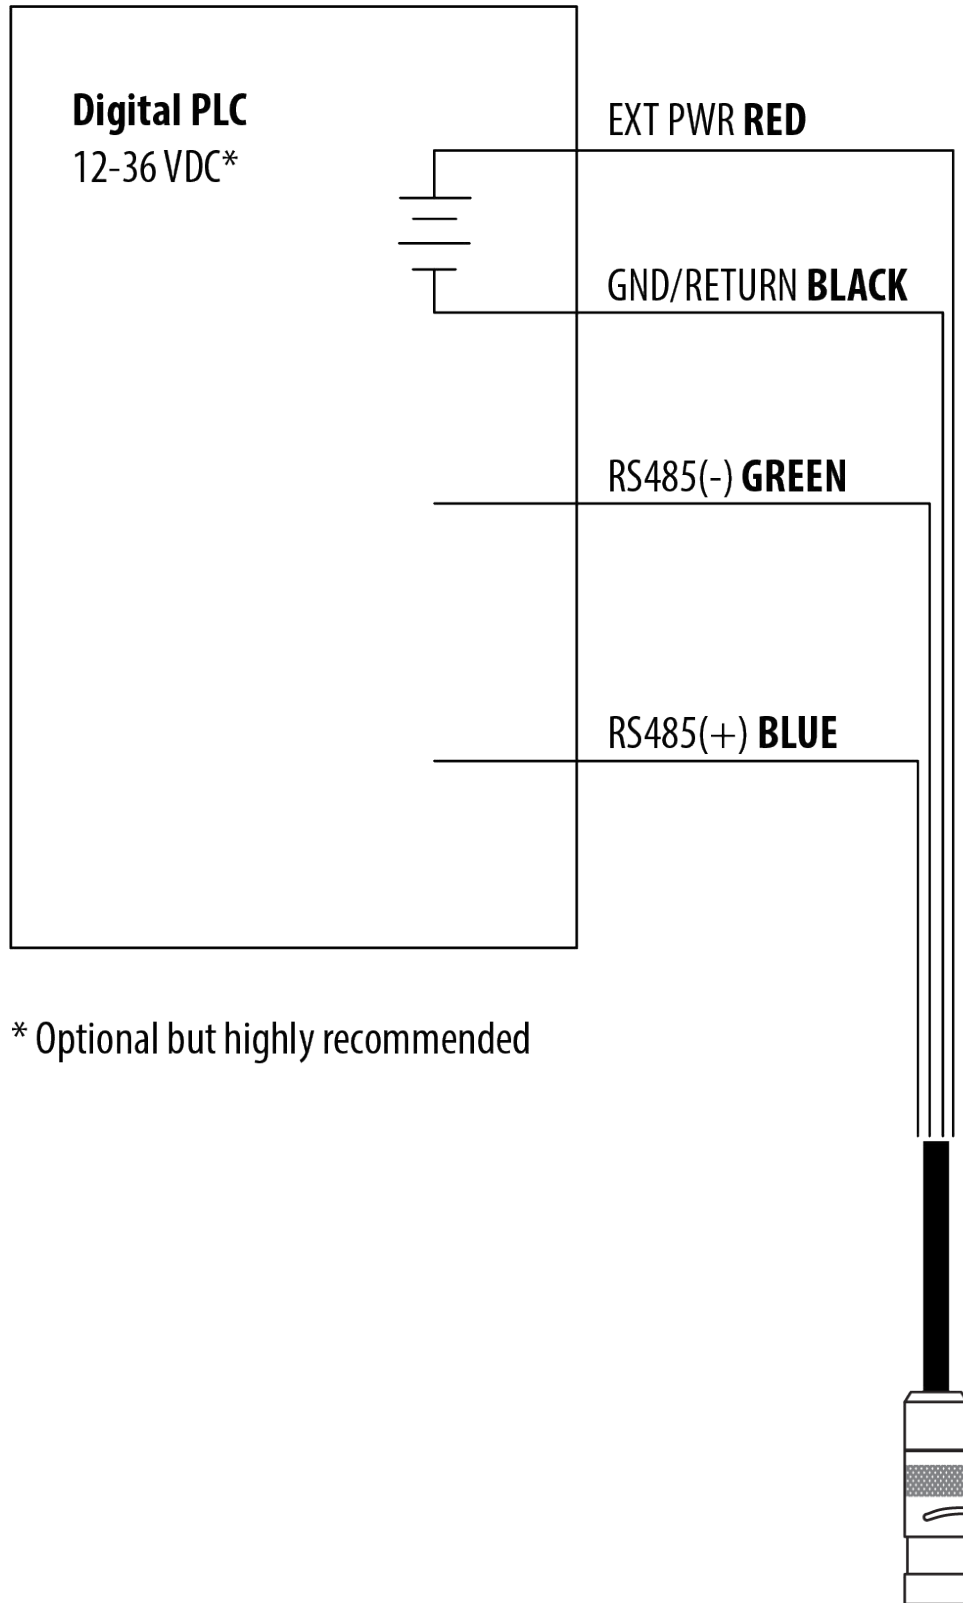 Digital PLC
12-36 VDC*
EXT PWR RED
GND/RETURN BLACK
RS485(-) GREEN
RS485(+) BLUE
* Optional but highly recommended